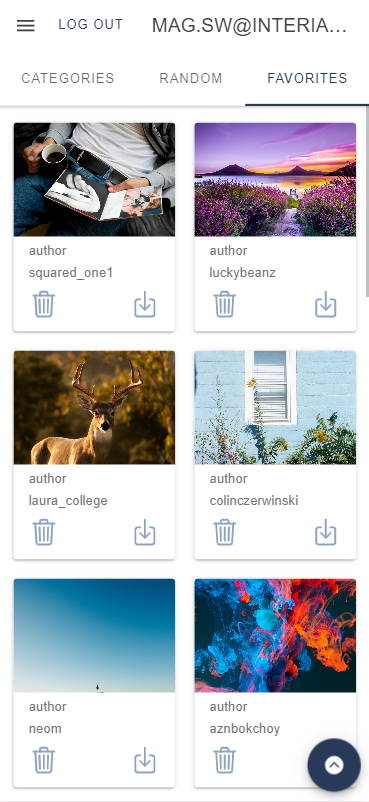 LOG OUT MAG.SW@INTERIA...
CATEGORIES RANDOM FAVORITES
author author
squared_one1 luckybeanz
author author
laura_college colinczerwinski
author author
neom aznbokchoy